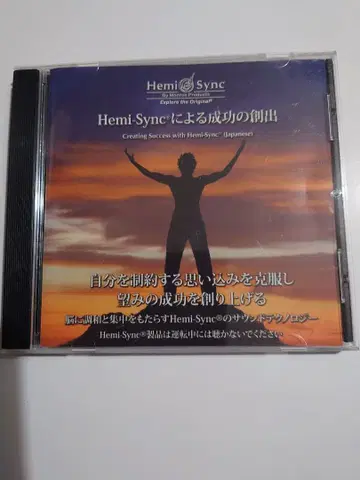 Hemi Sync
By Monroe Products
Explore the Original!®
Hemi-Sync®による成功の創出
Creating Success with Hemi-Sync® (Japanese)
自分を制約する思い込みを克服し
望みの成功を創り上げる
脳に調和と集中をもたらすHemi-Sync®のサウンドテクノロジー
Hemi-Sync®製品は運転中には聴かないでください